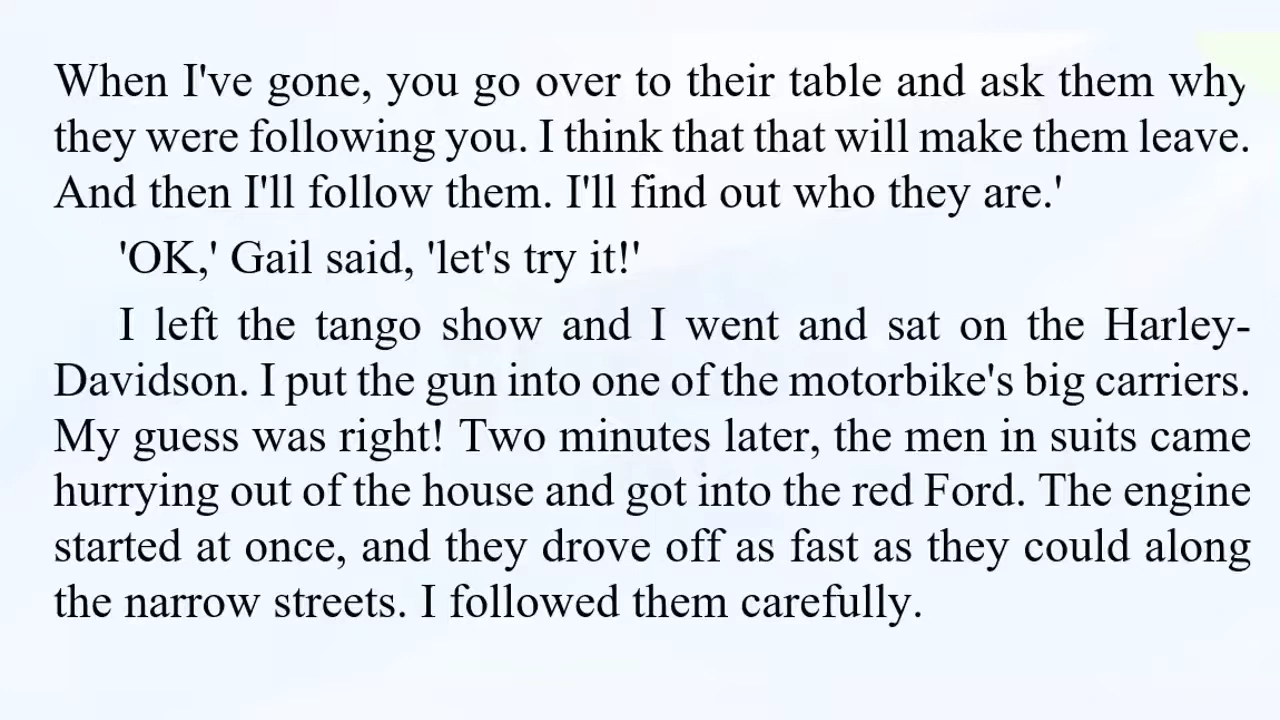 When I've gone, you go over to their table and ask them why
they were following you. I think that that will make them leave.
And then I'll follow them. I'll find out who they are.'
'OK,' Gail said, 'let's try it!'
I left the tango show and I went and sat on the Harley-
Davidson. I put the gun into one of the motorbike's big carriers.
My guess was right! Two minutes later, the men in suits came
hurrying out of the house and got into the red Ford. The engine
started at once, and they drove off as fast as they could along
the narrow streets. I followed them carefully.